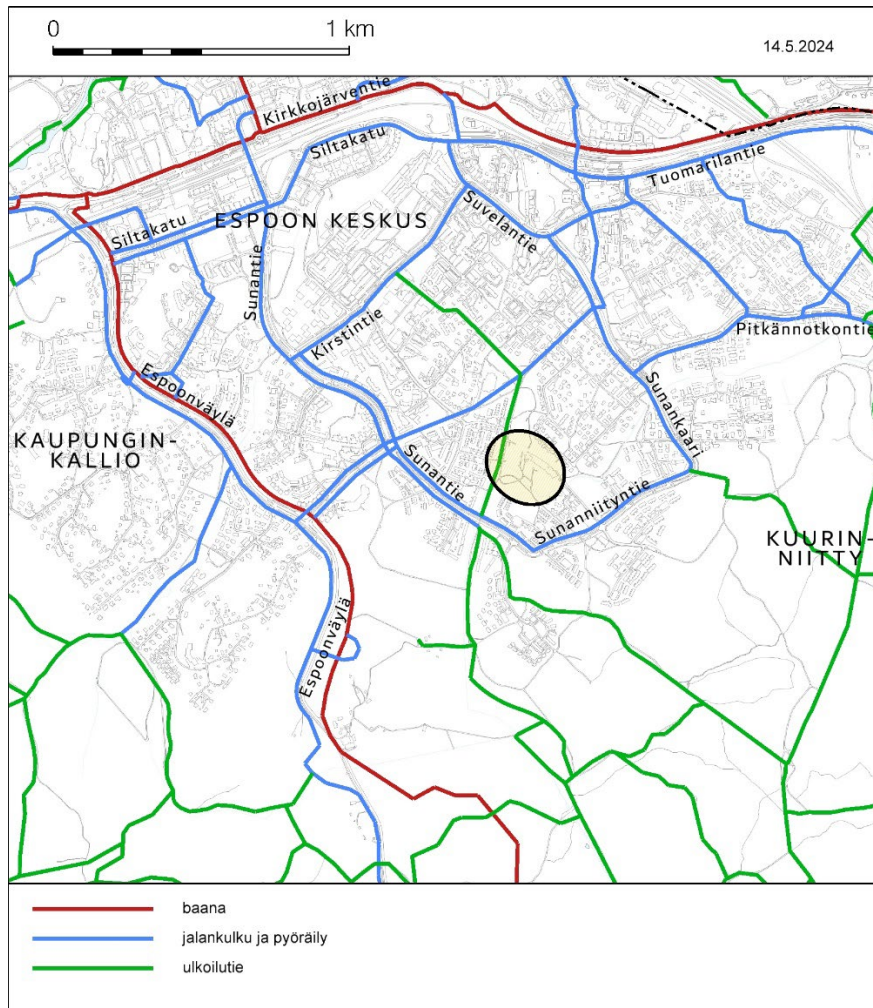 0 1 km
14.5.2024
Kirkkojärventie
Siltakatu
Tuomarilantie
Suvelantie
ESPOON KESKUS
Siltakatu
Sunantie
Kirstintie
Pitkännotkontie
Espoonväylä
Sunankaari
KAUPUNGIN-
KALLIO
Sunantie
Sunanniityntie
KUURIN-
NIITTY
Espoonväylä
baana
jalankulku ja pyöräily
ulkoilutie